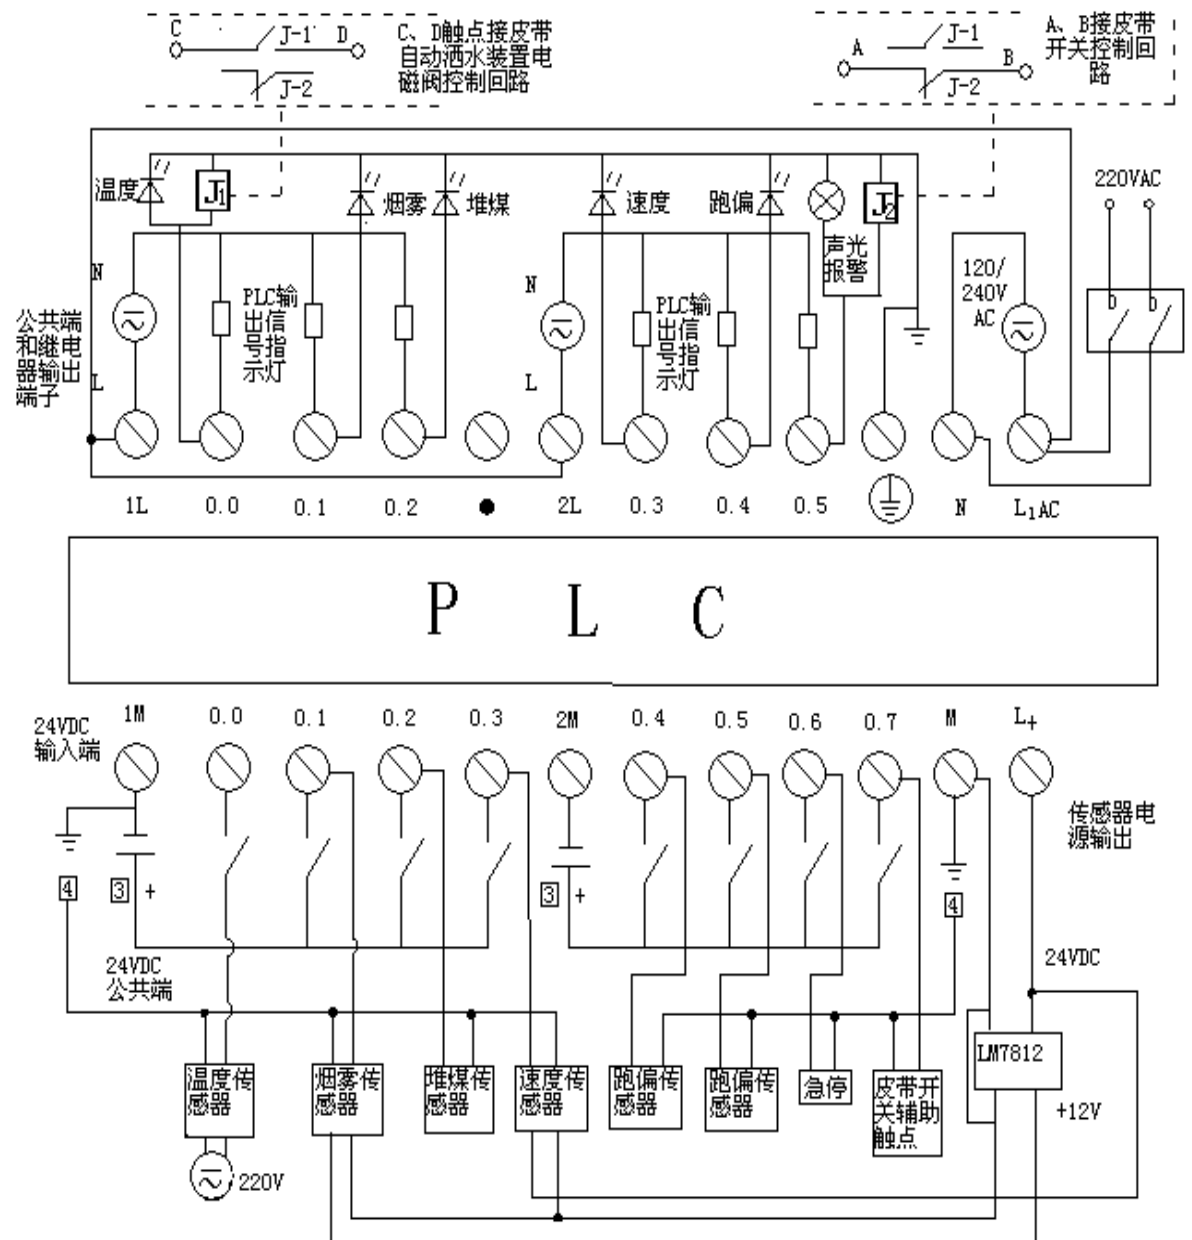 C
J-1
D
J-2
C、D触点接皮带
自动洒水装置电
磁阀控制回路
A
J-1
B
J-2
A、B接皮带
开关控制回
路
温度
J1
烟雾
堆煤
速度
跑偏
声光
报警
J2
220VAC
N
L
PLC输
出信
号指
示灯
N
L
PLC输
出信
号指
示灯
120/
240V
AC
公共端
和继电
器输出
端子
1L
0.0
0.1
0.2
2L
0.3
0.4
0.5
N
L1AC
P L C
24VDC
输入端
1M
0.0
0.1
0.2
0.3
2M
0.4
0.5
0.6
0.7
M
L+
传感器电
源输出
4
3
+
3
+
4
24VDC
公共端
24VDC
温度传
感器
烟雾传
感器
堆煤传
感器
速度传
感器
跑偏传
感器
跑偏传
感器
急停
皮带开
关辅助
触点
LM7812
+12V
220V